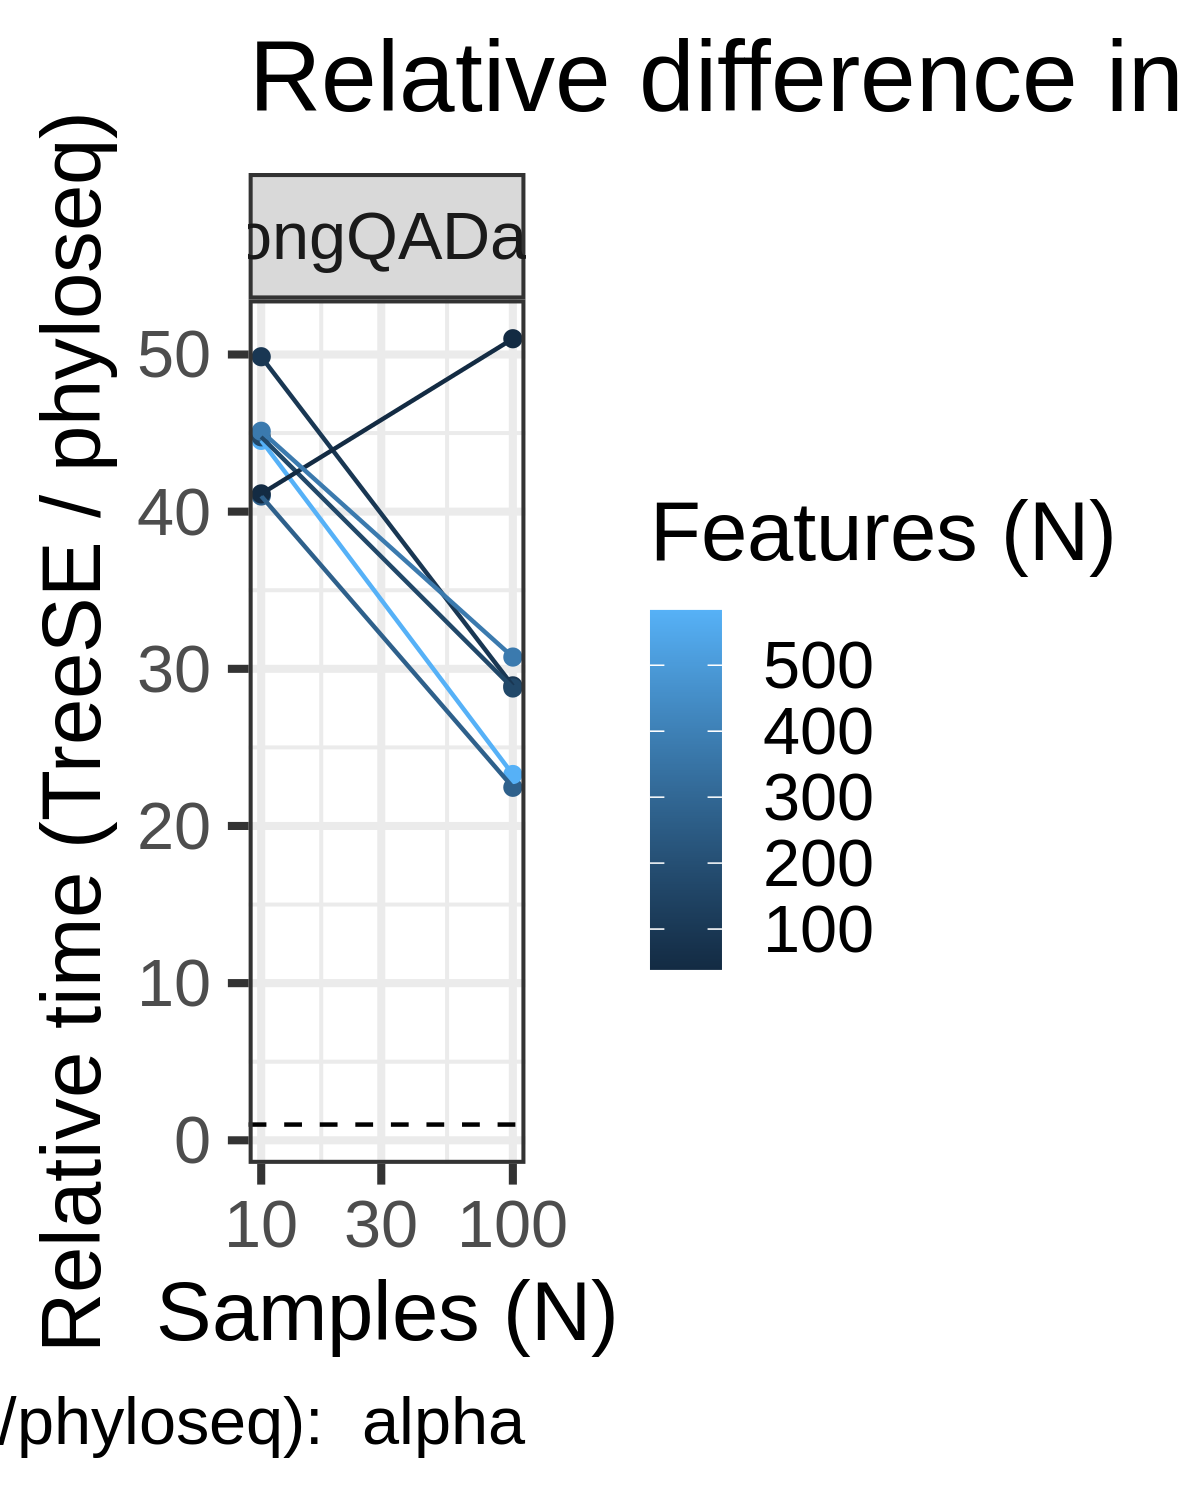 Relative difference in
ongQADa
Relative time (TreeSE / phyloseq)
50
40
30
20
10
0
10 30 100
Samples (N)
Features (N)
500
400
300
200
100
/phyloseq): alpha